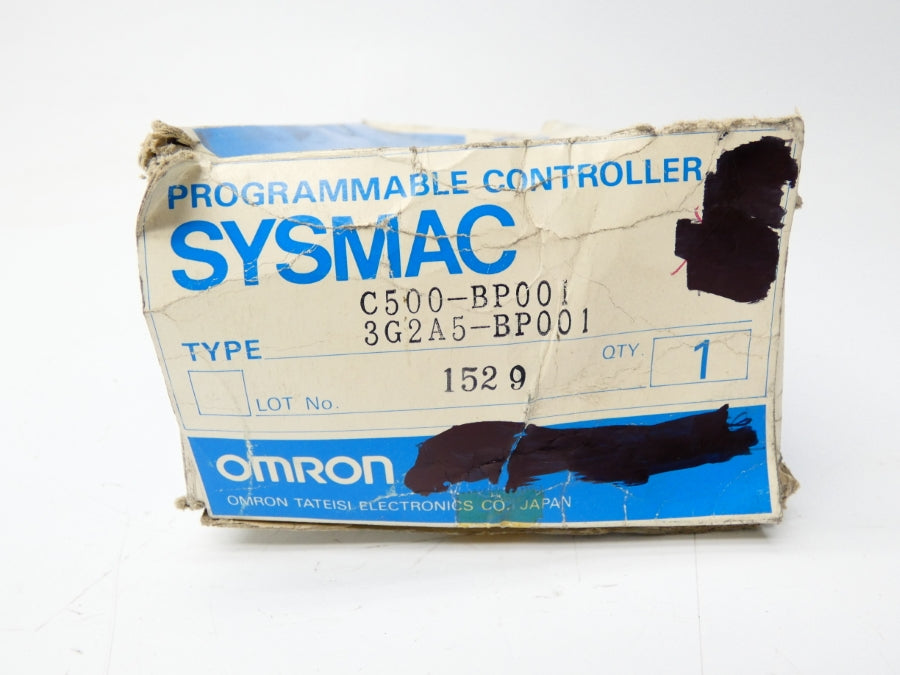 PROGRAMMABLE CONTROLLER
SYSMAC
C500-BP001
3G2A5-BP001
TYPE
QTY. 1
LOT No. 1529
OMRON
OMRON TATEISI ELECTRONICS CO. JAPAN